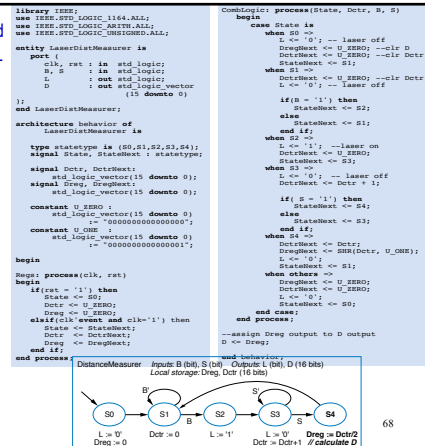 d
-
library IEEE;
use IEEE.STD_LOGIC_1164.ALL;
use IEEE.STD_LOGIC_ARITH.ALL;
use IEEE.STD_LOGIC_UNSIGNED.ALL;
entity LaserDistMeasurer is
port (
clk, rst : in std_logic;
B, S : in std_logic;
L : out std_logic;
D : out std_logic_vector
(15 downto 0)
);
end LaserDistMeasurer;
architecture behavior of
LaserDistMeasurer is
type statetype is (S0,S1,S2,S3,S4);
signal State, StateNext : statetype;
signal Dctr, DctrNext:
std_logic_vector(15 downto 0);
signal Dreg, DregNext:
std_logic_vector(15 downto 0);
constant U_ZERO :
std_logic_vector(15 downto 0)
:= "0000000000000000";
constant U_ONE :
std_logic_vector(15 downto 0)
:= "0000000000000001";
begin
Regs: process(clk, rst)
begin
if(rst = '1') then
State <= S0;
Dctr <= U_ZERO;
Dreg <= U_ZERO;
elsif(clk'event and clk='1') then
State <= StateNext;
Dctr <= DctrNext;
Dreg <= DregNext;
end if;
end process;
CombLogic: process(State, Dctr, B, S)
begin
case State is
when S0 =>
L <= '0'; -- laser off
DregNext <= U_ZERO; --clr D
DctrNext <= U_ZERO; --clr Dctr
StateNext <= S1;
when S1 =>
DctrNext <= U_ZERO; --clr Dctr
L <= '0'; -- laser off
if(B = '1') then
StateNext <= S2;
else
StateNext <= S1;
end if;
when S2 =>
L <= '1'; --laser on
DctrNext <= U_ZERO;
StateNext <= S3;
when S3 =>
L <= '0'; -- laser off
DctrNext <= Dctr + 1;
if( S = '1') then
StateNext <= S4;
else
StateNext <= S3;
end if;
when S4 =>
DctrNext <= Dctr;
DregNext <= SHR(Dctr, U_ONE);
L <= '0';
StateNext <= S1;
when others =>
DctrNext <= U_ZERO;
DregNext <= U_ZERO;
L <= '0';
StateNext <= S0;
end case;
end process;
--assign Dreg output to D output
D <= Dreg;
end behavior;
DistanceMeasurer Inputs: B (bit), S (bit) Outputs: L (bit), D (16 bits)
Local storage: Dreg, Dctr (16 bits)
B' S'
S0 S1 S2 S3 S4
B S
L := '0' Dctr := 0 L := '1' L := '0' Dreg := Dctr/2
Dreg := 0 Dctr := Dctr+1 // calculate D
68